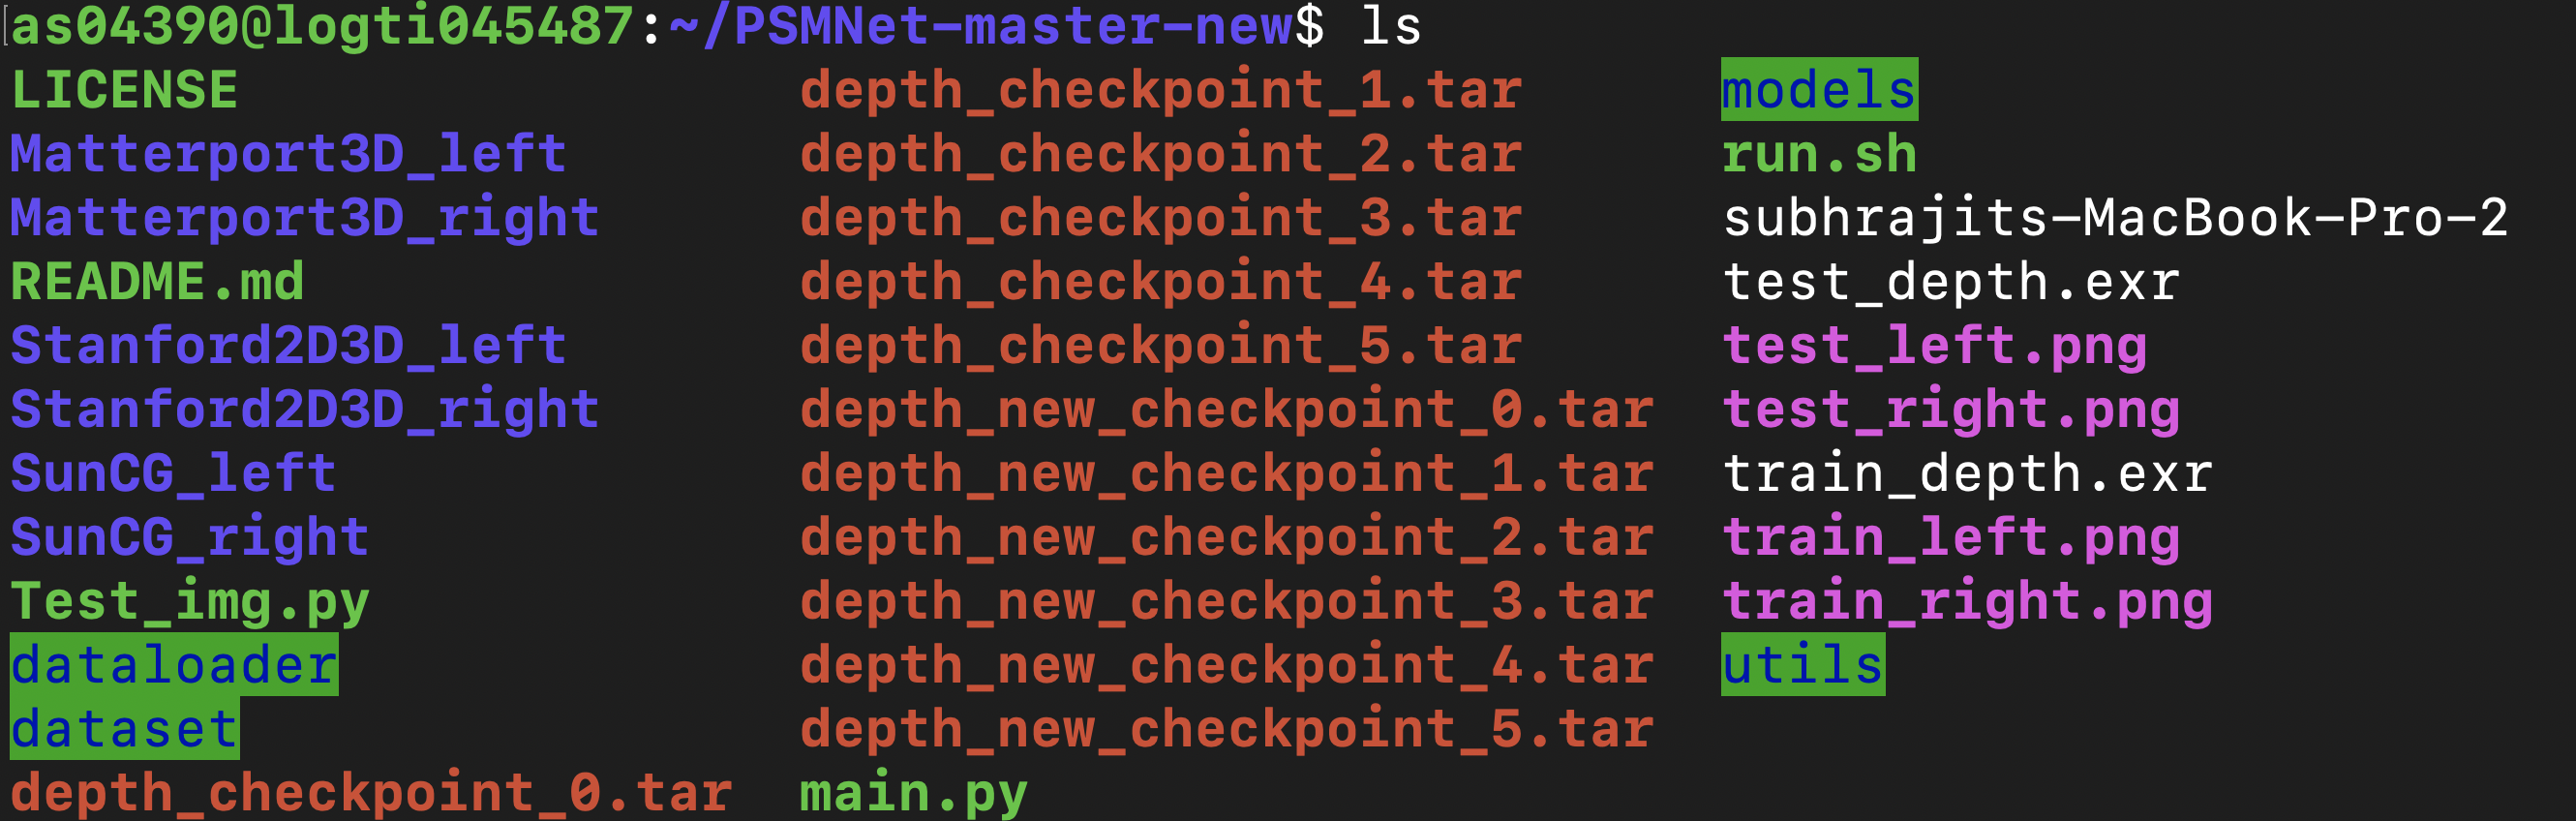 as04390@logti045487:~/PSMNet-master-new$ ls
LICENSE depth_checkpoint_1.tar models
Matterport3D_left depth_checkpoint_2.tar run.sh
Matterport3D_right depth_checkpoint_3.tar subhrajits-MacBook-Pro-2
README.md depth_checkpoint_4.tar test_depth.exr
Stanford2D3D_left depth_checkpoint_5.tar test_left.png
Stanford2D3D_right depth_new_checkpoint_0.tar test_right.png
SunCG_left depth_new_checkpoint_1.tar train_depth.exr
SunCG_right depth_new_checkpoint_2.tar train_left.png
Test_img.py depth_new_checkpoint_3.tar train_right.png
dataloader depth_new_checkpoint_4.tar utils
dataset depth_new_checkpoint_5.tar
depth_checkpoint_0.tar main.py